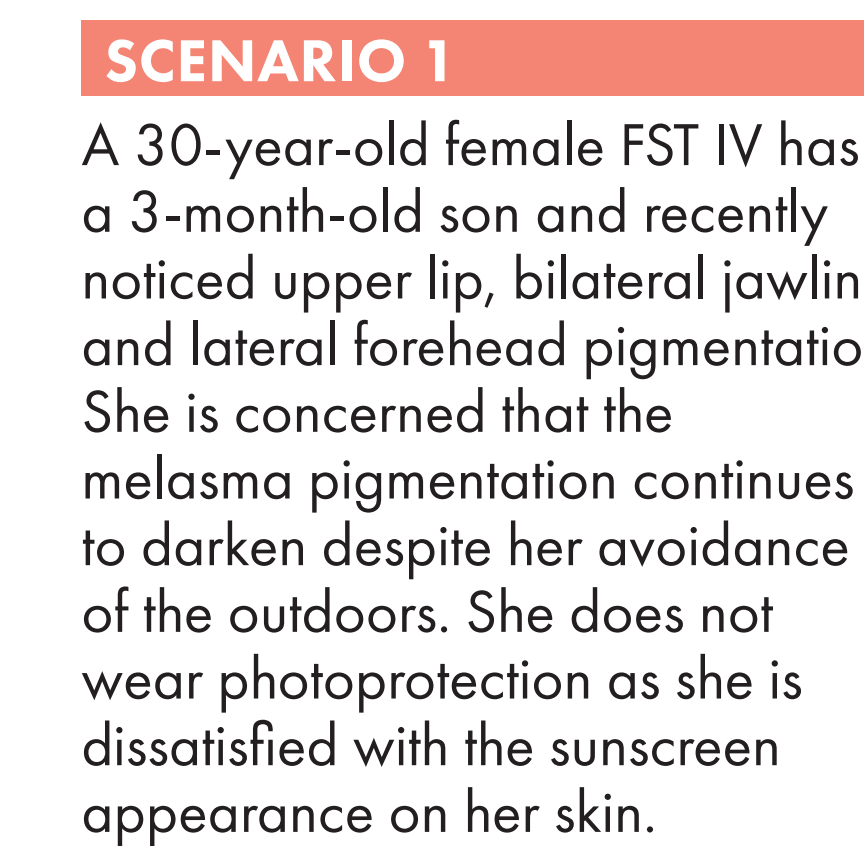 SCENARIO 1
A 30-year-old female FST IV has
a 3-month-old son and recently
noticed upper lip, bilateral jawlin
and lateral forehead pigmentatio
She is concerned that the
melasma pigmentation continues
to darken despite her avoidance
of the outdoors. She does not
wear photoprotection as she is
dissatisfied with the sunscreen
appearance on her skin.